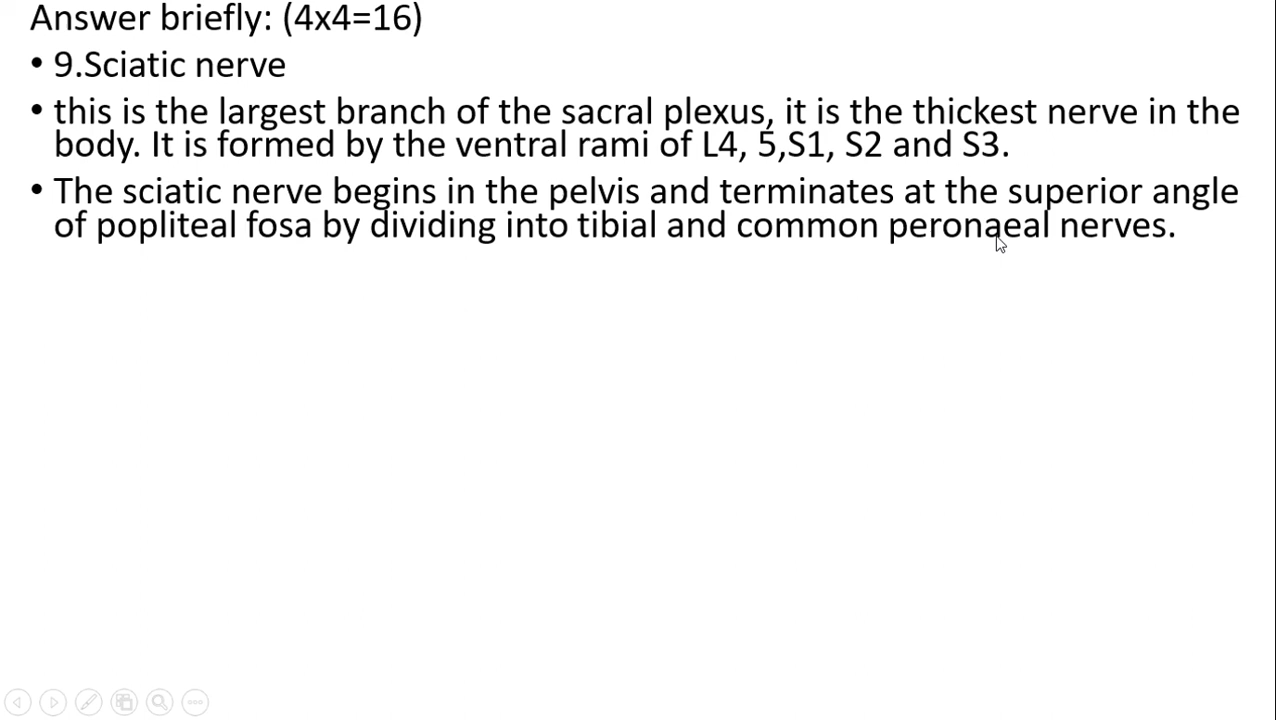 Answer briefly: (4x4=16)
• 9.Sciatic nerve
• this is the largest branch of the sacral plexus, it is the thickest nerve in the
body. It is formed by the ventral rami of L4, 5,S1, S2 and S3.
• The sciatic nerve begins in the pelvis and terminates at the superior angle
of popliteal fosa by dividing into tibial and common peronaeal nerves.